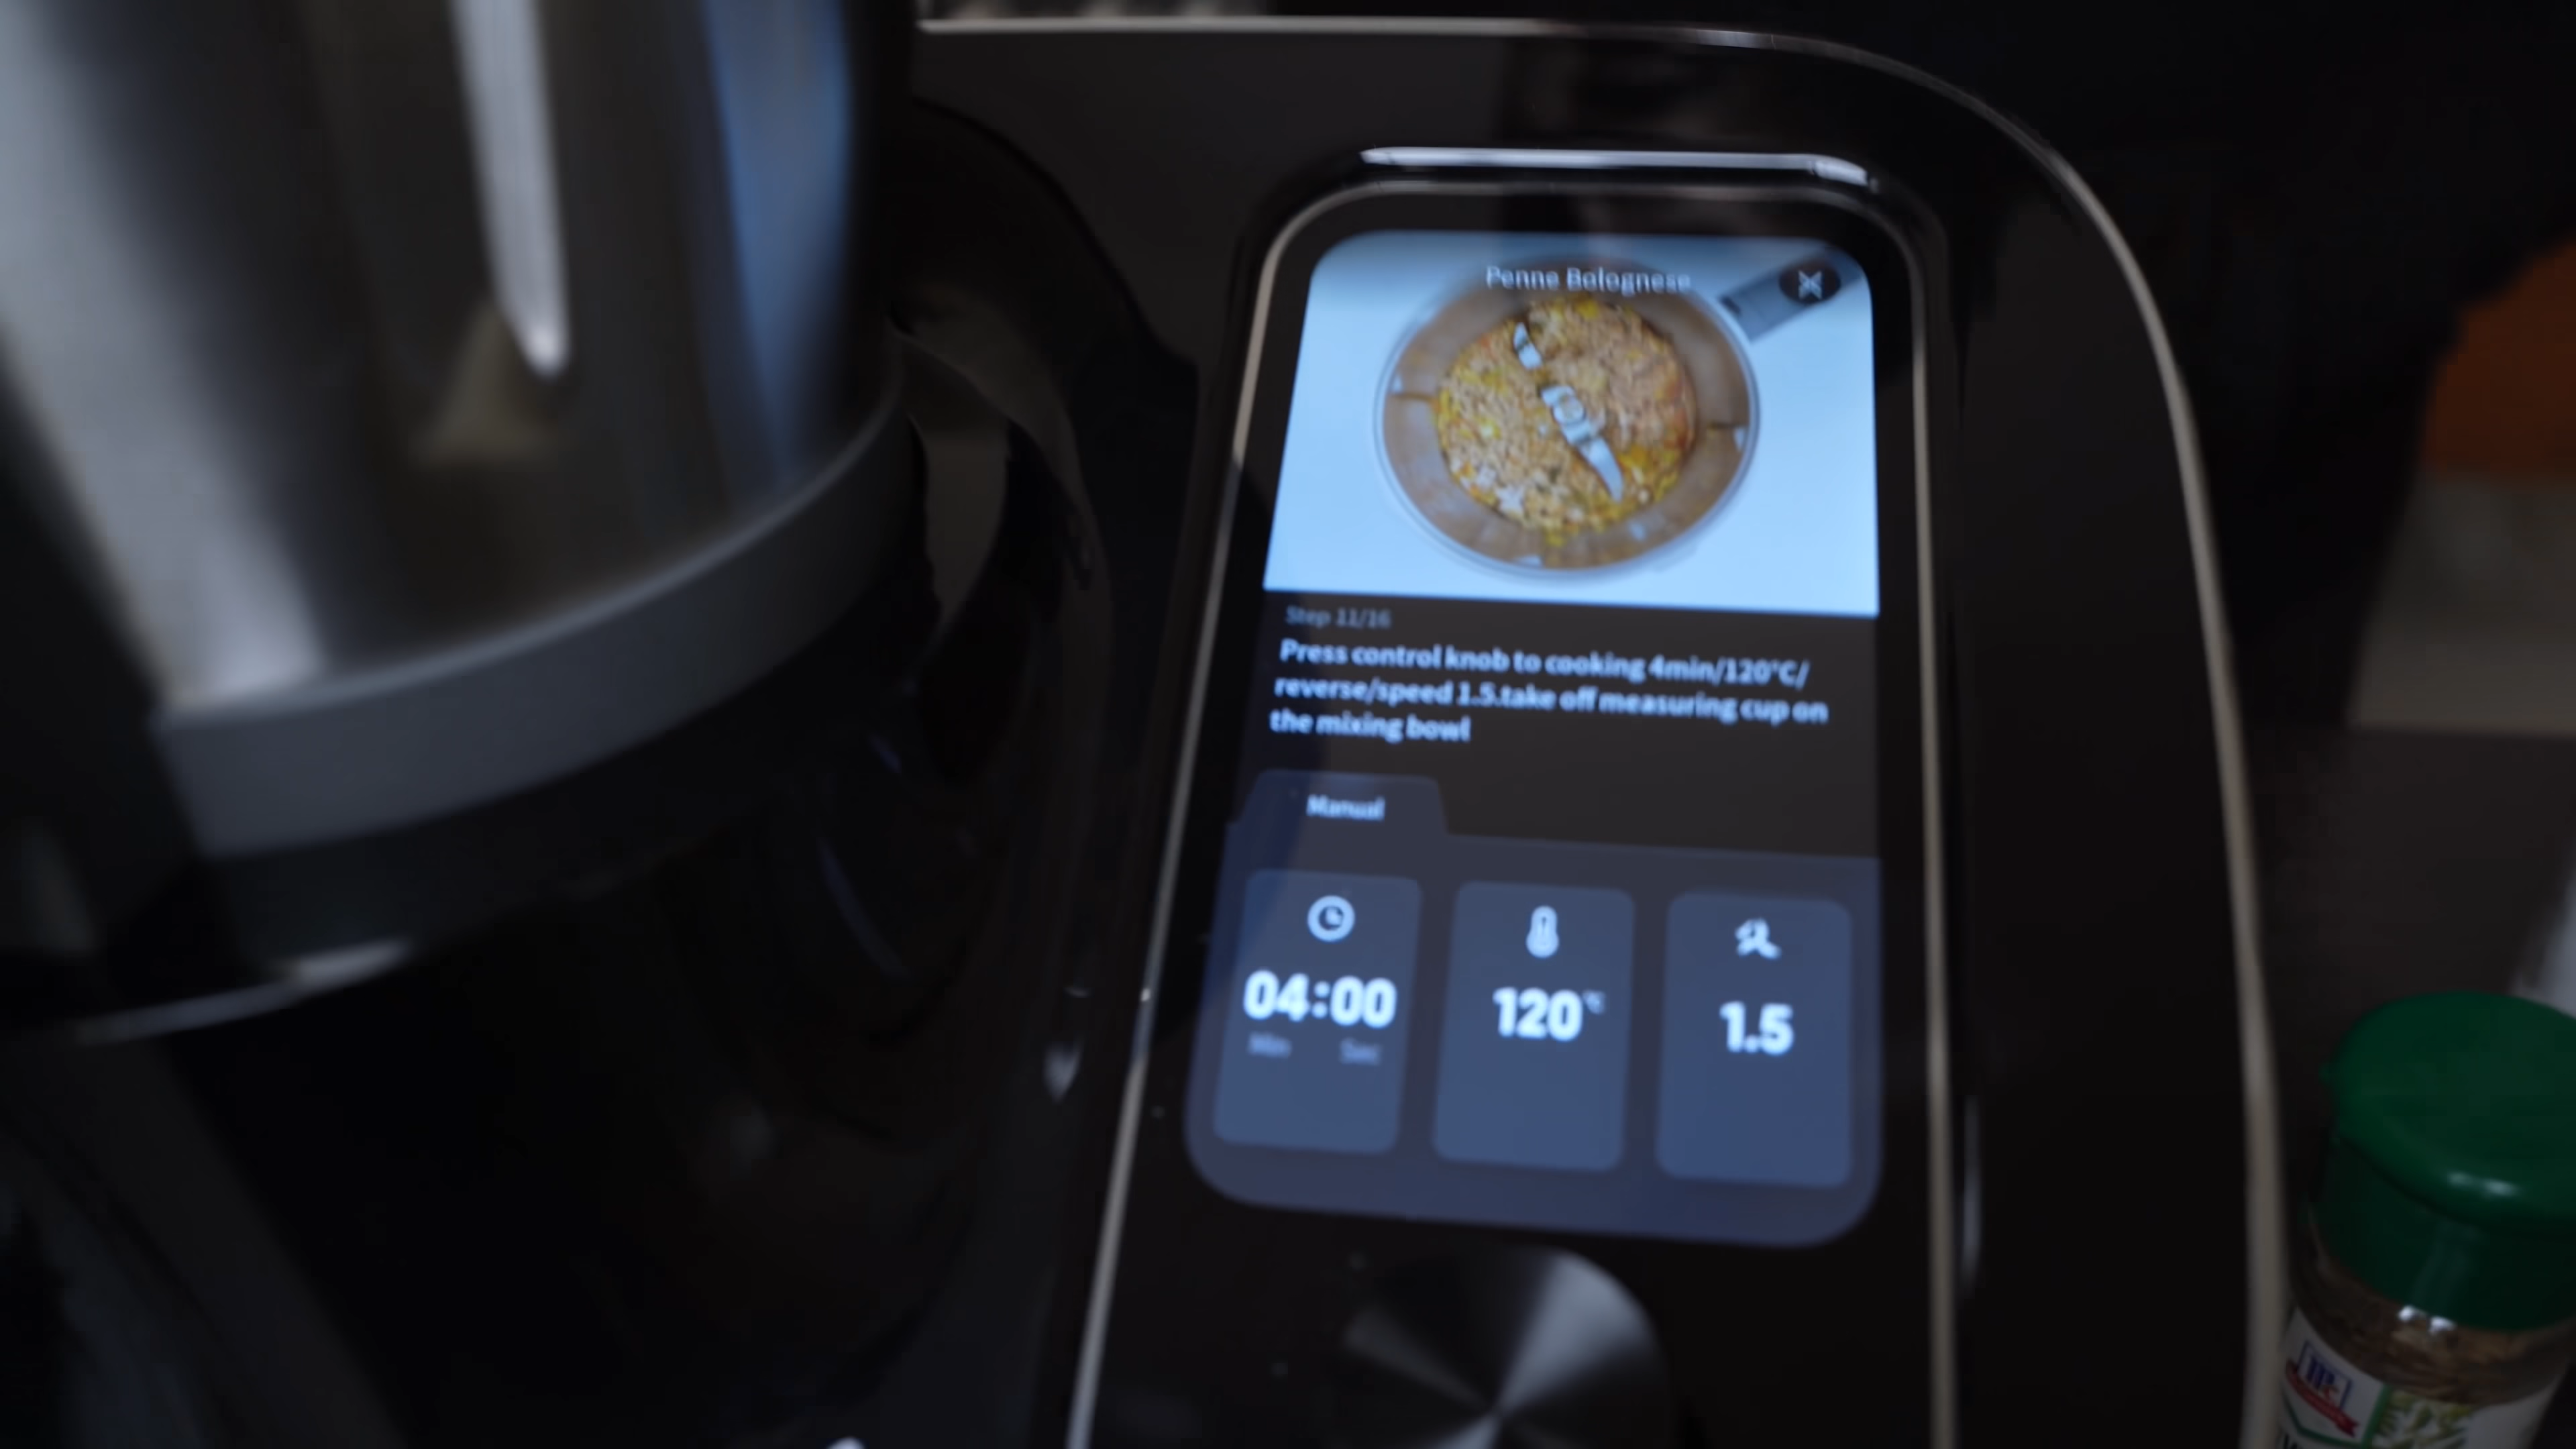 Penne Bolognese
Step 11/16
Press control knob to cooking 4min/120°C/
reverse/speed 1.5.take off measuring cup on
the mixing bowl
Manual
04:00
Min Sec
120°C
1.5
Mc